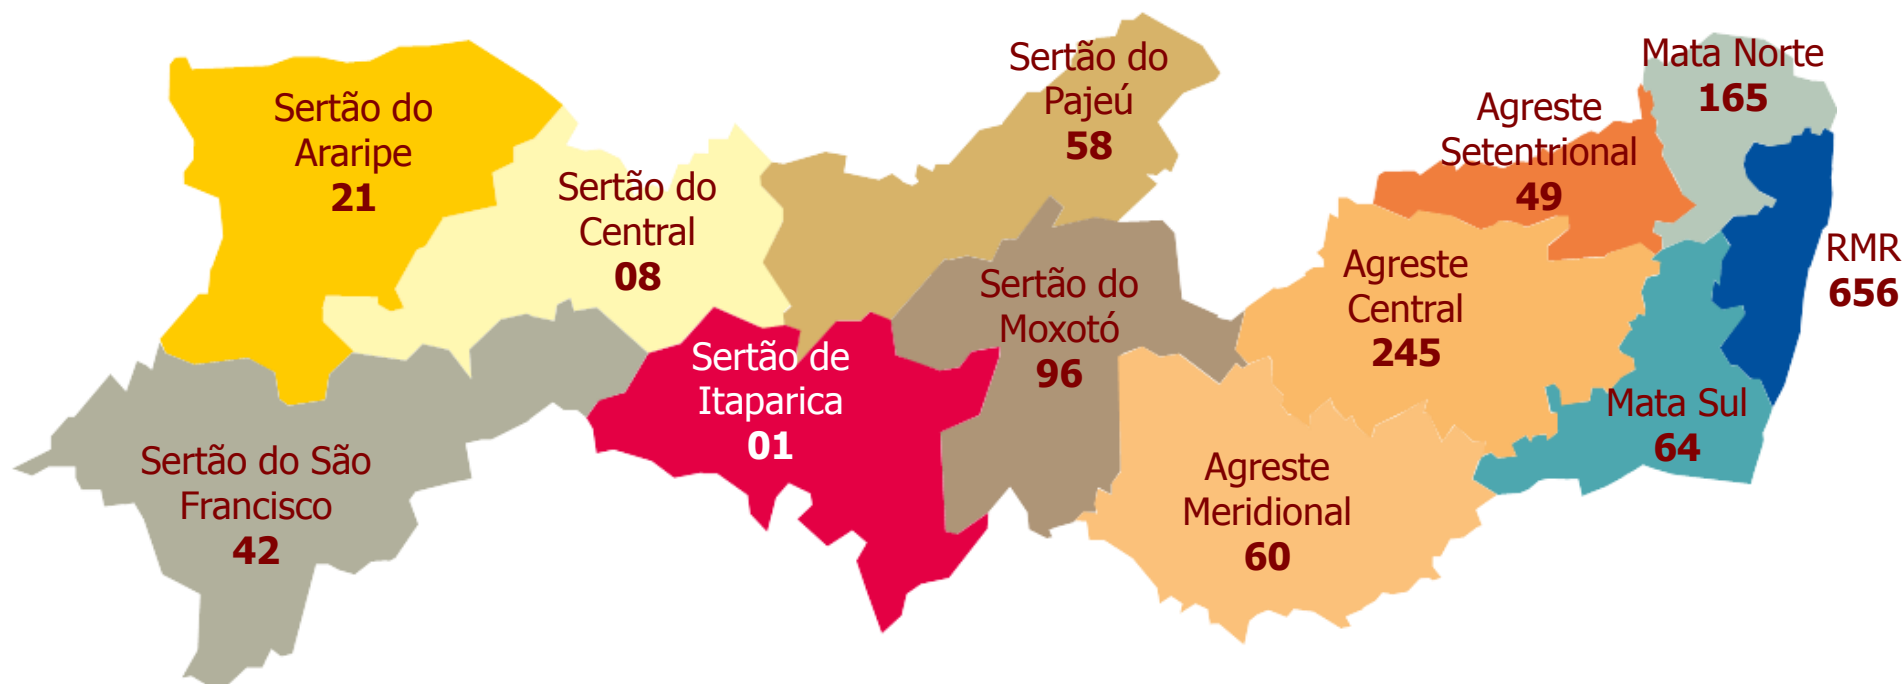 Sertão do
Araripe
21
Sertão do
Central
08
Sertão do
Pajeú
58
Mata Norte
165
Agreste
Setentrional
49
RMR
656
Agreste
Central
245
Sertão do
Moxotó
96
Sertão de
Itaparica
01
Mata Sul
64
Sertão do São
Francisco
42
Agreste
Meridional
60